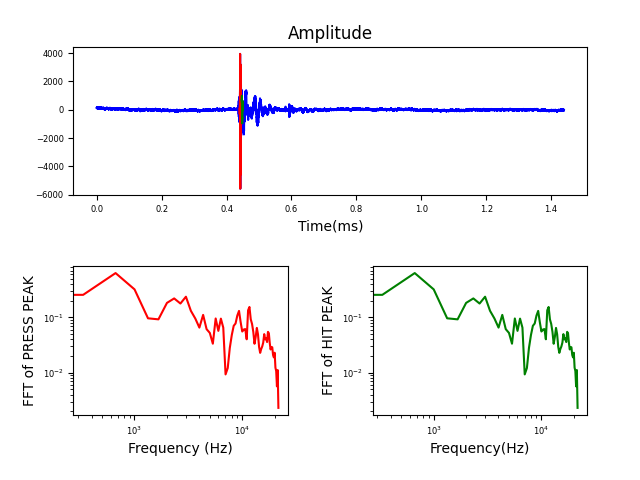 Amplitude
4000
2000
0
−2000
−4000
−6000
0.0 0.2 0.4 0.6 0.8 1.0 1.2 1.4
Time(ms)
FFT of PRESS PEAK
10⁻¹
10⁻²
10³ 10⁴
Frequency (Hz)
FFT of HIT PEAK
10⁻¹
10⁻²
10³ 10⁴
Frequency(Hz)